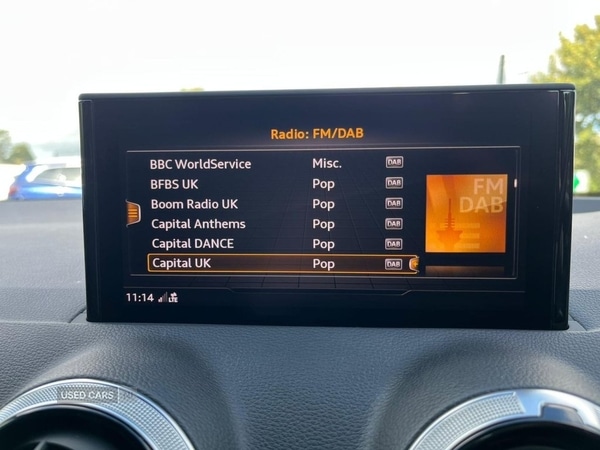 Radio: FM/DAB
BBC WorldService Misc. DAB
BFBS UK Pop DAB
Boom Radio UK Pop DAB
Capital Anthems Pop DAB
Capital DANCE Pop DAB
Capital UK Pop DAB
FM
DAB
11:14 LTE
USED CARS